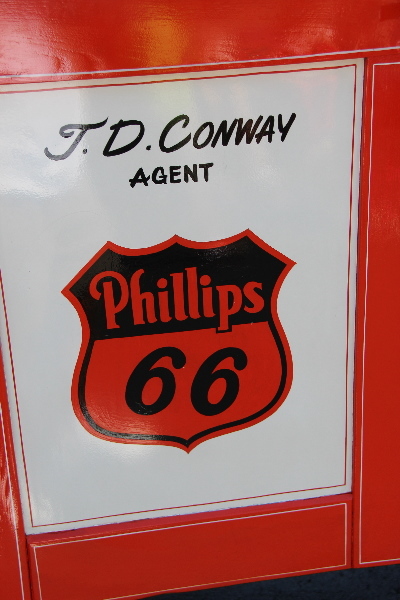 J. D. CONWAY
AGENT
Phillips
66